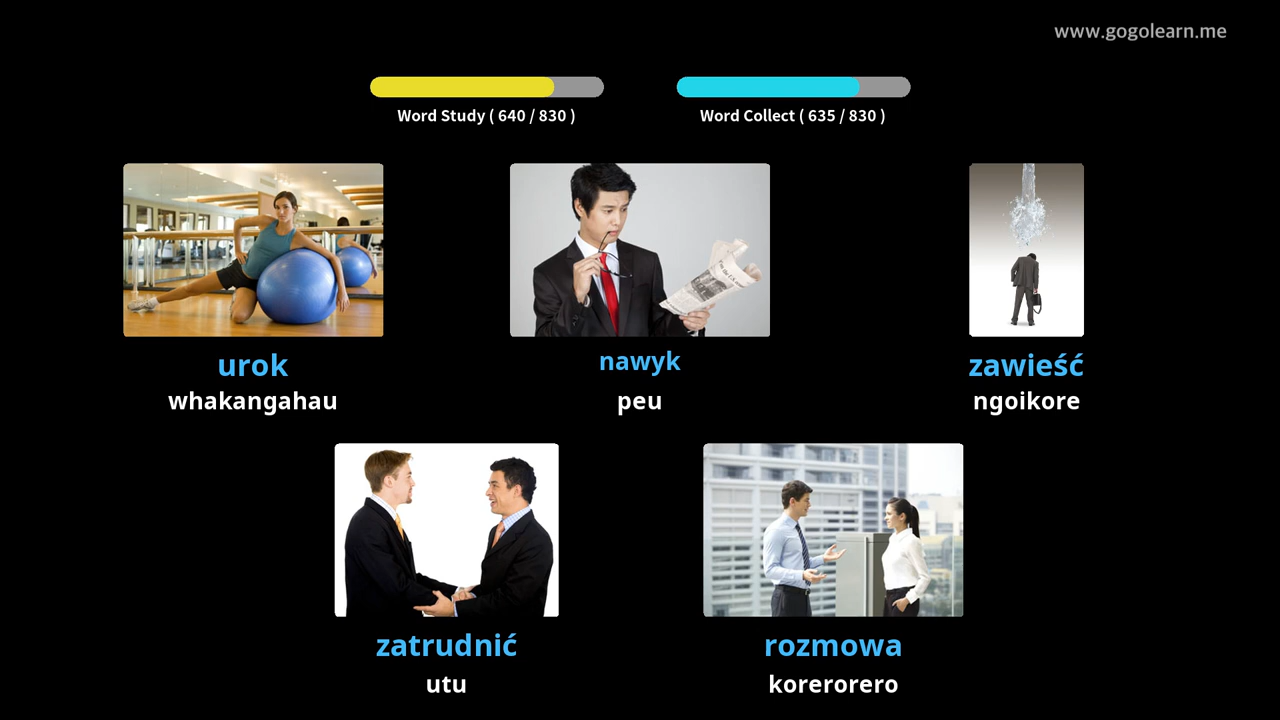 www.gogolearn.me
Word Study ( 640 / 830 )
Word Collect ( 635 / 830 )
urok
whakangahau
nawyk
peu
zawieść
ngoikore
zatrudnić
utu
rozmowa
korerorero